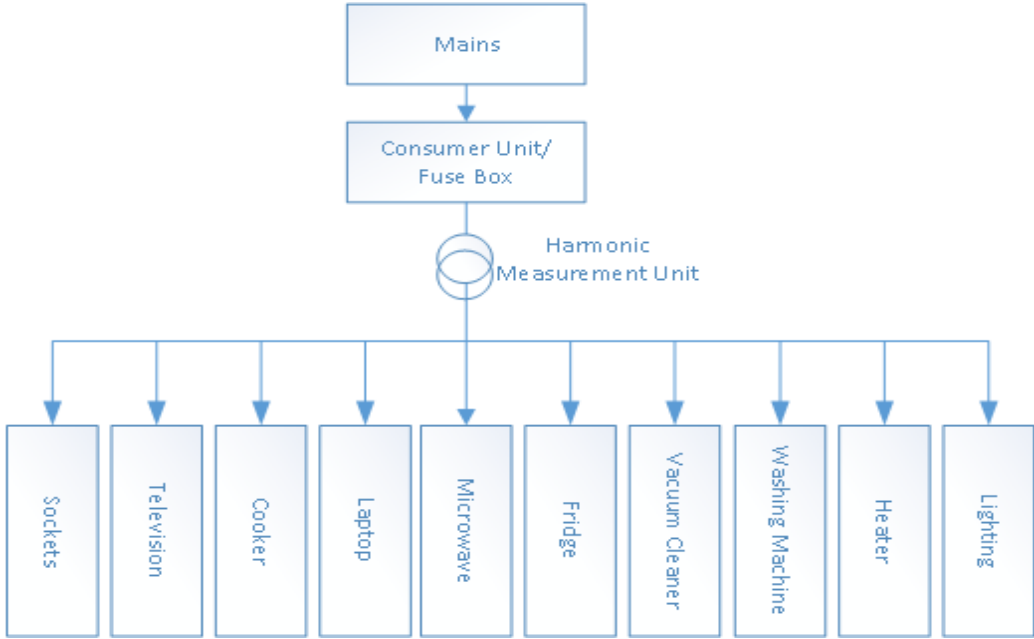 Mains
Consumer Unit/
Fuse Box
Harmonic
Measurement Unit
Sockets
Television
Cooker
Laptop
Microwave
Fridge
Vacuum Cleaner
Washing Machine
Heater
Lighting